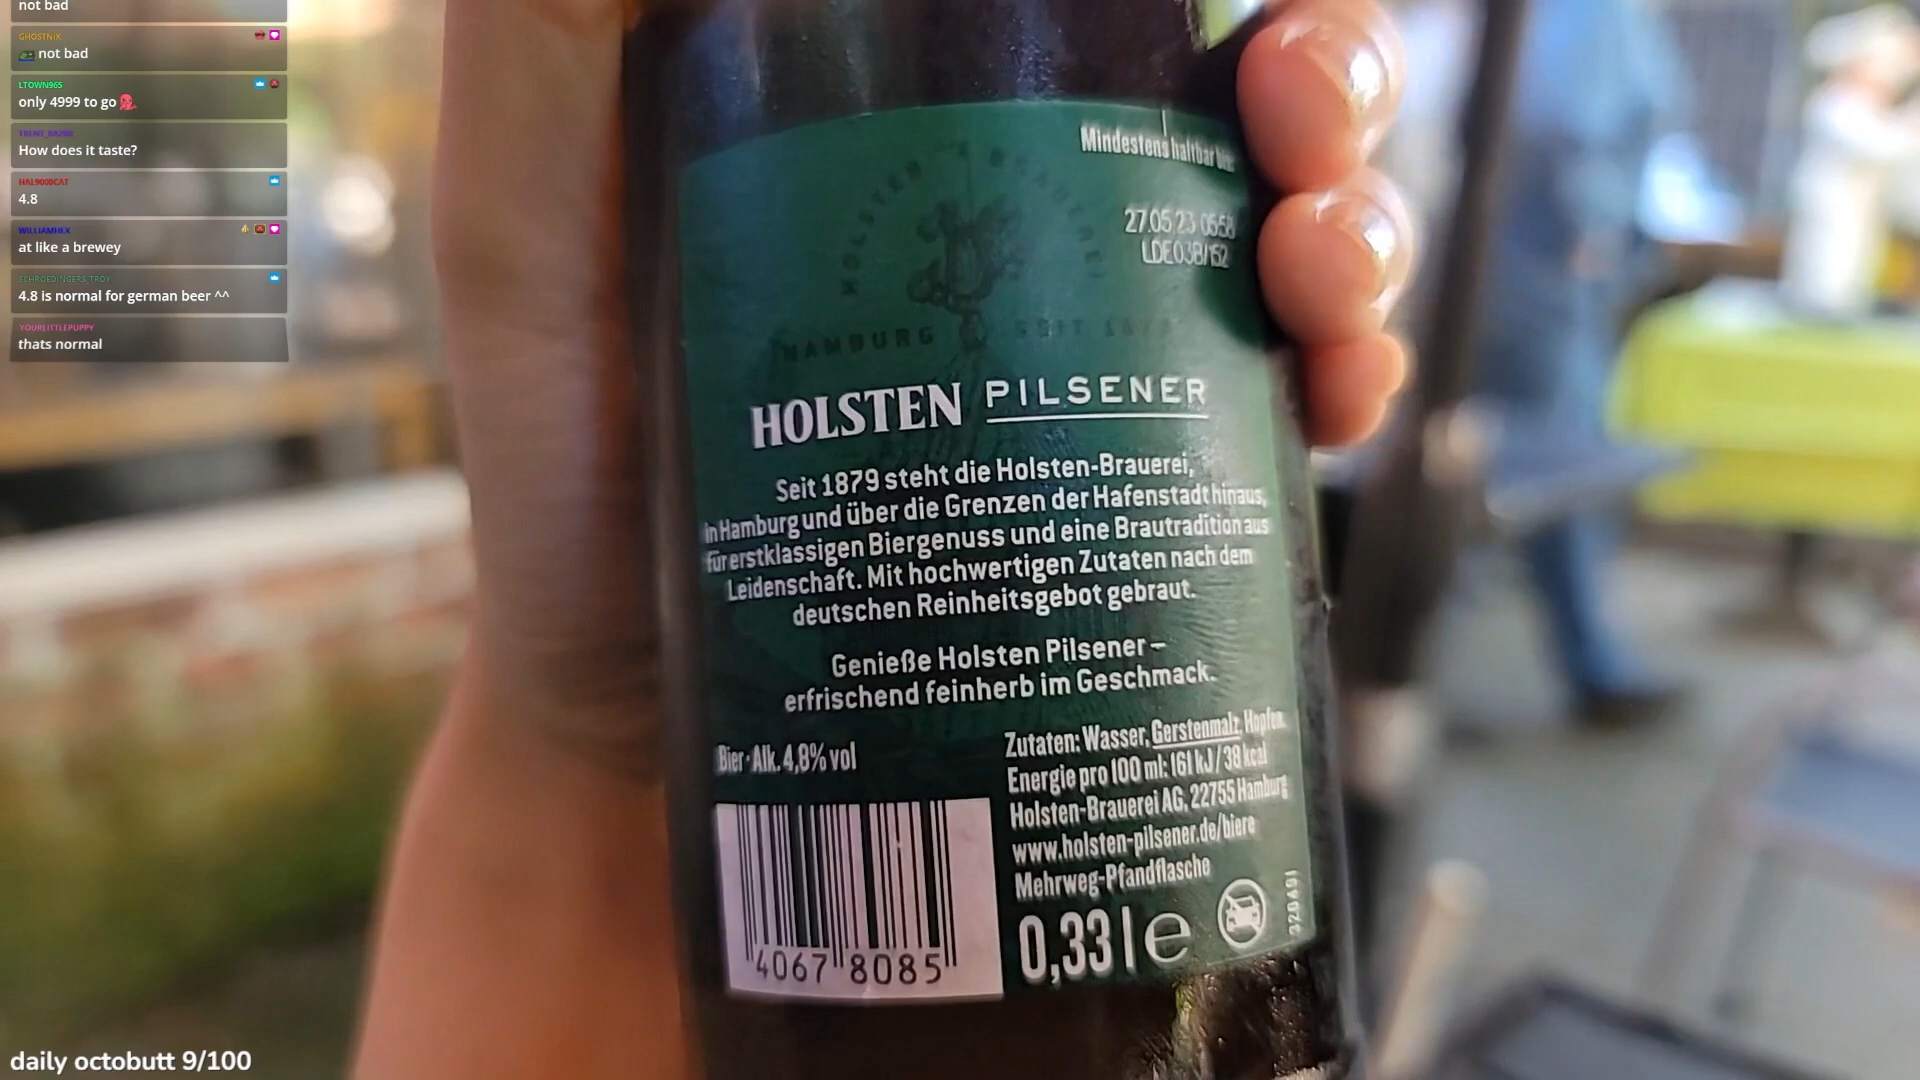 not bad
GHOSTNIX
not bad
LTOWN965
only 4999 to go
TRENT_RAZOR
How does it taste?
HAL9000CAT
4.8
WILLIAMHEX
at like a brewey
SCHROEDINGERS_TROY
4.8 is normal for german beer ^^
YOURLITTLEPUPPY
thats normal
Mindestens haltbar bis
27.05.23 05:58
LDE03B/152
HOLSTEN BRAUEREI
HAMBURG SEIT 1879
HOLSTEN PILSENER
Seit 1879 steht die Holsten-Brauerei,
in Hamburg und über die Grenzen der Hafenstadt hinaus,
für erstklassigen Biergenuss und eine Brautradition aus
Leidenschaft. Mit hochwertigen Zutaten nach dem
deutschen Reinheitsgebot gebraut.
Genieße Holsten Pilsener –
erfrischend feinherb im Geschmack.
Bier · Alk. 4,8% vol
Zutaten: Wasser, Gerstenmalz, Hopfen.
Energie pro 100 ml: 161 kJ / 38 kcal
Holsten-Brauerei AG, 22755 Hamburg
www.holsten-pilsener.de/biere
Mehrweg-Pfandflasche
0,33 l e
4067 8085
daily octobutt 9/100